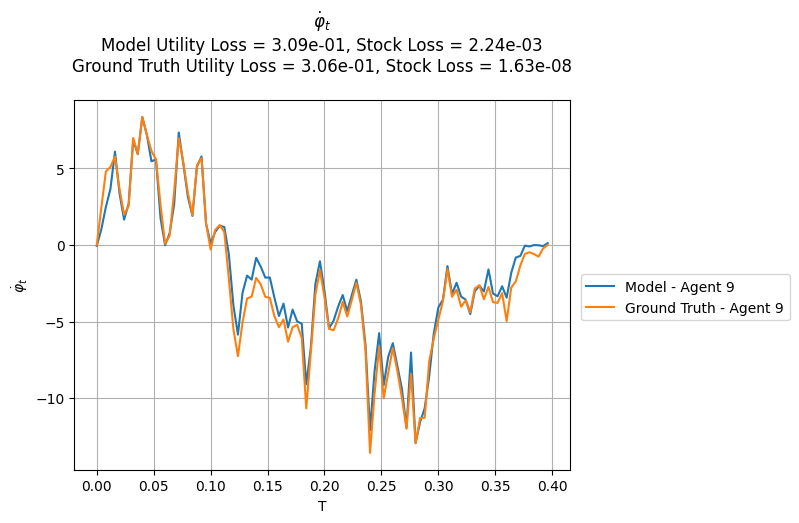 φ̇ₜ
Model Utility Loss = 3.09e-01, Stock Loss = 2.24e-03
Ground Truth Utility Loss = 3.06e-01, Stock Loss = 1.63e-08
5
0
−5
−10
φ̇ₜ
0.00 0.05 0.10 0.15 0.20 0.25 0.30 0.35 0.40
T
Model - Agent 9
Ground Truth - Agent 9